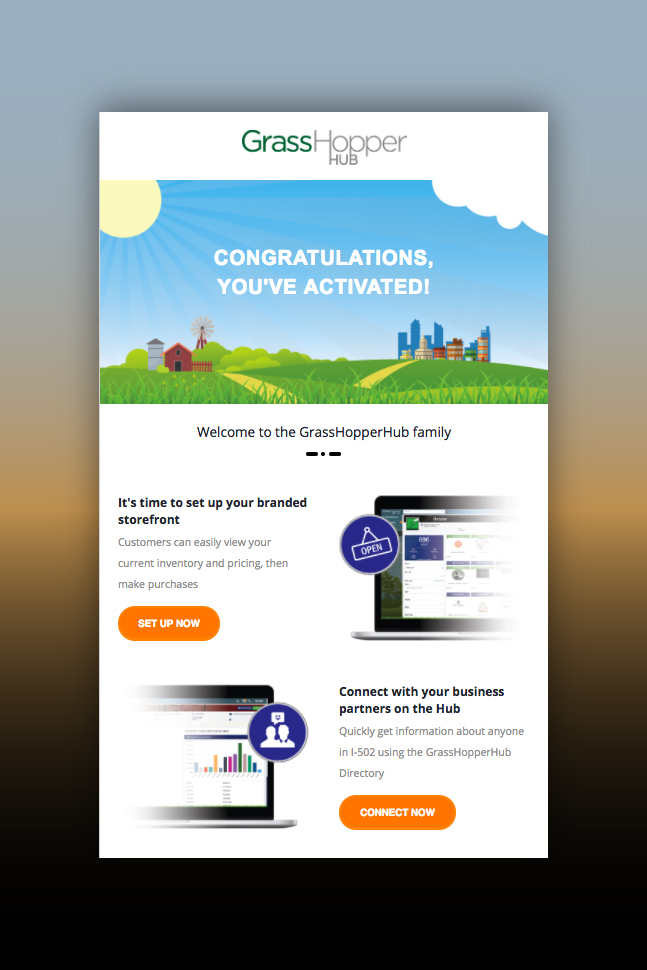 GrassHopper
HUB
CONGRATULATIONS,
YOU'VE ACTIVATED!
Welcome to the GrassHopperHub family
It's time to set up your branded
storefront
Customers can easily view your
current inventory and pricing, then
make purchases
SET UP NOW
OPEN
Connect with your business
partners on the Hub
Quickly get information about anyone
in I-502 using the GrassHopperHub
Directory
CONNECT NOW